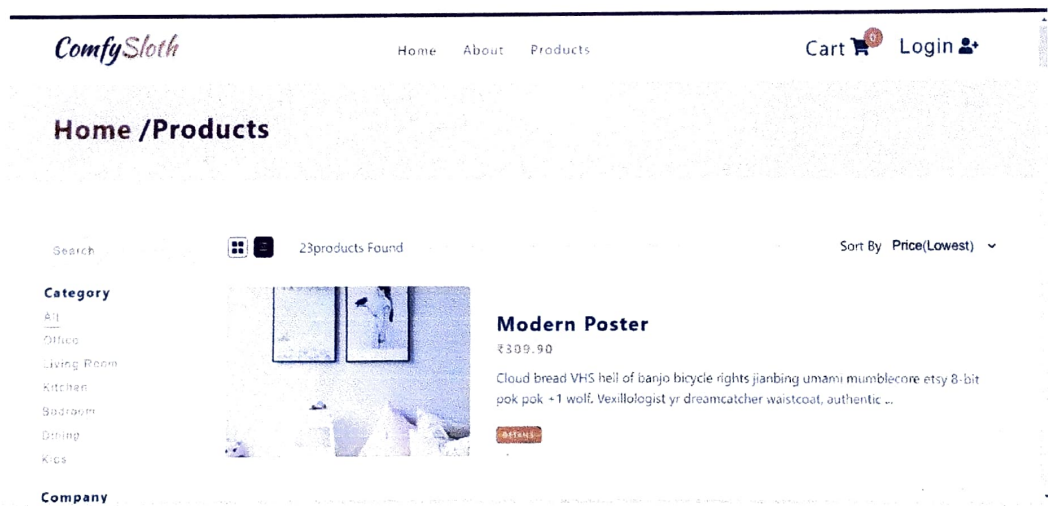 ComfySloth
Home About Products
Cart 0 Login
Home /Products
Search
23products Found
Sort By Price(Lowest)
Category
All
Office
Living Room
Kitchen
Bedroom
Dining
Kids
Company
Modern Poster
₹309.90
Cloud bread VHS hell of banjo bicycle rights jianbing umami mumblecore etsy 8-bit
pok pok +1 wolf. Vexillologist yr dreamcatcher waistcoat, authentic ...
DETAILS